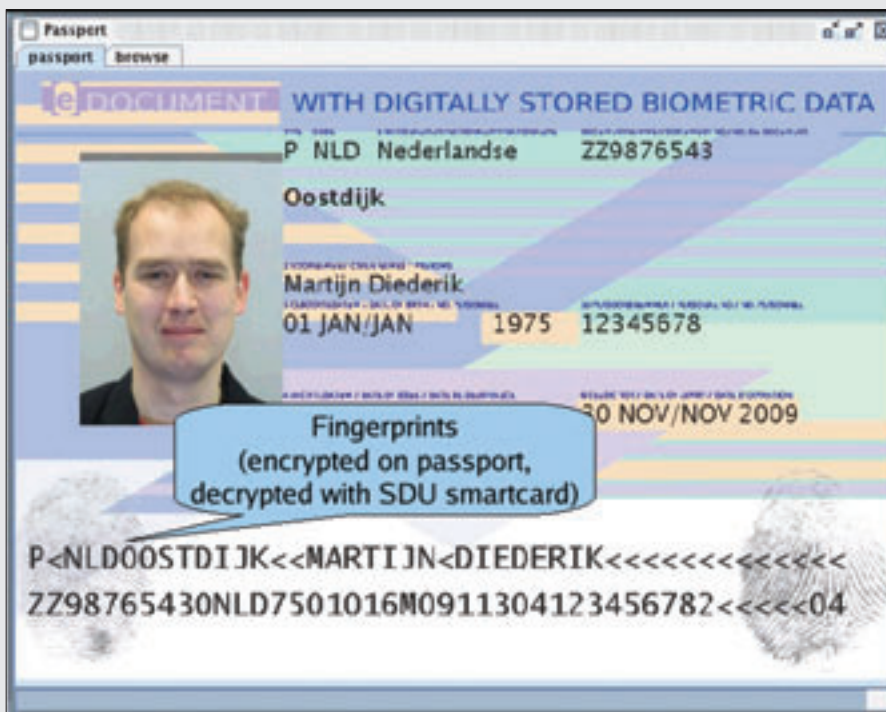 Passport
passport browse
e DOCUMENT WITH DIGITALLY STORED BIOMETRIC DATA
P NLD Nederlandse ZZ9876543
Oostdijk
Martijn Diederik
01 JAN/JAN 1975 12345678
30 NOV/NOV 2009
Fingerprints
(encrypted on passport,
decrypted with SDU smartcard)
P<NLDOOSTDIJK<<MARTIJN<DIEDERIK<<<<<<<<<<<<<
ZZ98765430NLD7501016M0911304123456782<<<<<04